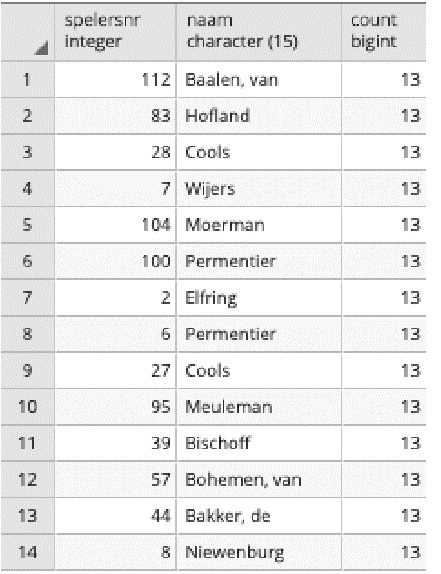 spelersnr naam count
integer character (15) bigint
1 112 Baalen, van 13
2 83 Hofland 13
3 28 Cools 13
4 7 Wijers 13
5 104 Moerman 13
6 100 Permentier 13
7 2 Elfring 13
8 6 Permentier 13
9 27 Cools 13
10 95 Meuleman 13
11 39 Bischoff 13
12 57 Bohemen, van 13
13 44 Bakker, de 13
14 8 Niewenburg 13